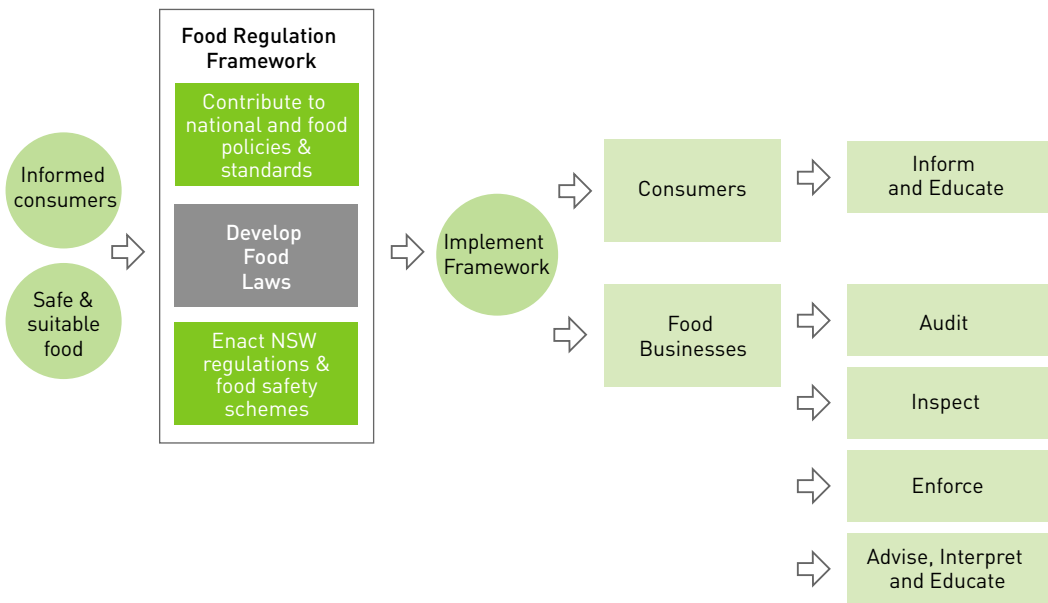 Informed
consumers
Safe &
suitable
food
Food Regulation
Framework
Contribute to
national and food
policies &
standards
Develop
Food
Laws
Enact NSW
regulations &
food safety
schemes
Implement
Framework
Consumers
Food
Businesses
Inform
and Educate
Audit
Inspect
Enforce
Advise, Interpret
and Educate